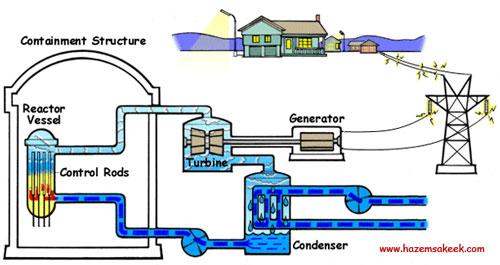 Containment Structure
Reactor
Vessel
Control Rods
Turbine
Generator
Condenser
www.hazemsakeek.com